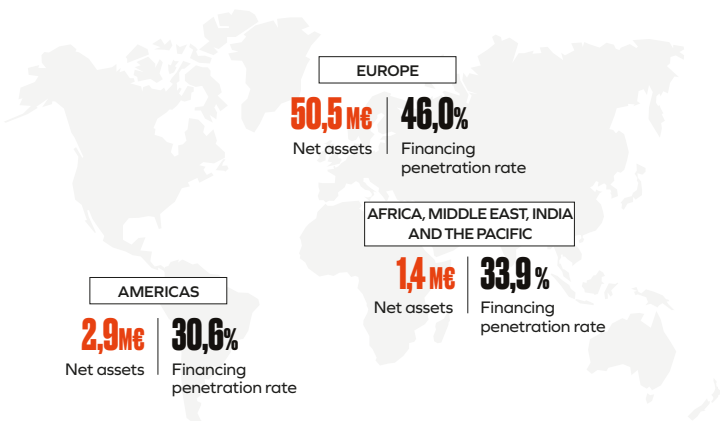 EUROPE
50,5 M€
Net assets
46,0%
Financing
penetration rate
AFRICA, MIDDLE EAST, INDIA
AND THE PACIFIC
1,4 M€
Net assets
33,9 %
Financing
penetration rate
AMERICAS
2,9M€
Net assets
30,6%
Financing
penetration rate